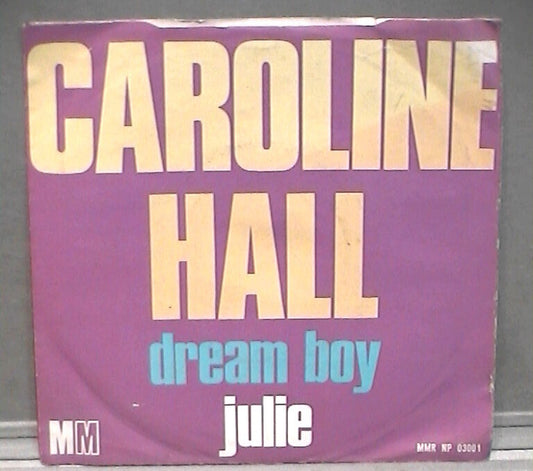 CAROLINE
HALL
dream boy
julie
MM
MMR NP 03001